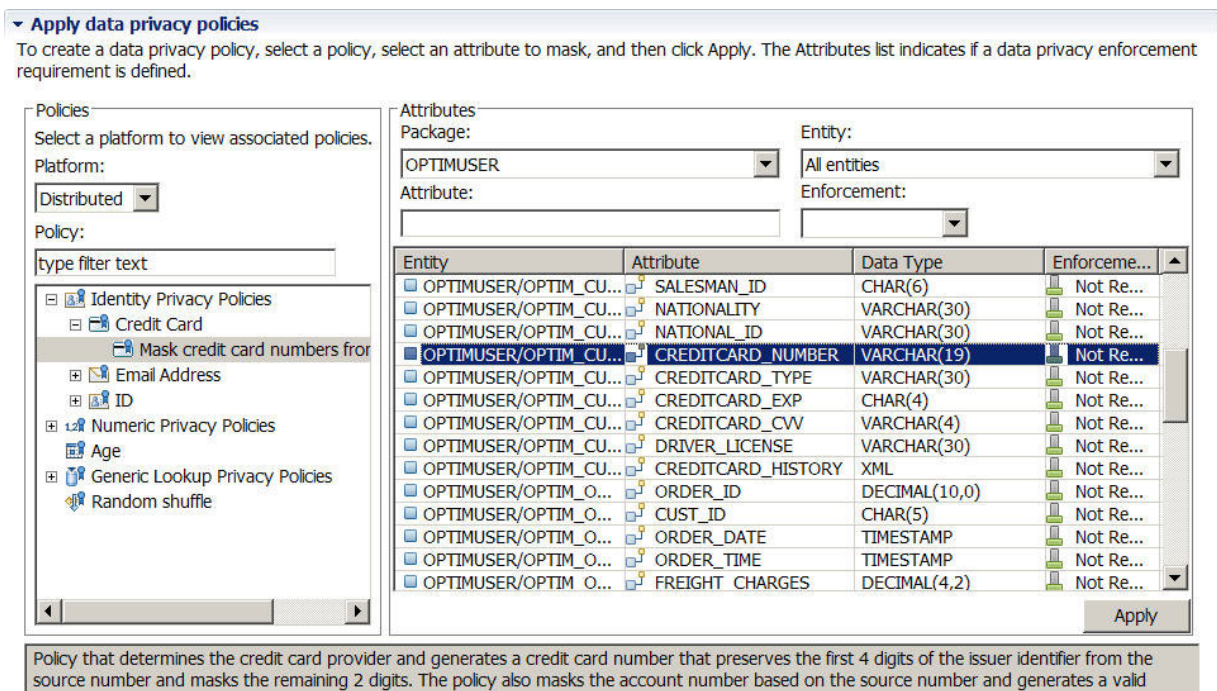 Apply data privacy policies
To create a data privacy policy, select a policy, select an attribute to mask, and then click Apply. The Attributes list indicates if a data privacy enforcement
requirement is defined.
Policies
Select a platform to view associated policies.
Platform:
Distributed
Policy:
type filter text
Identity Privacy Policies
Credit Card
Mask credit card numbers fror
Email Address
ID
Numeric Privacy Policies
Age
Generic Lookup Privacy Policies
Random shuffle
Attributes
Package:
Entity:
OPTIMUSER
All entities
Attribute:
Enforcement:
Entity Attribute Data Type Enforceme...
OPTIMUSER/OPTIM_CU... SALESMAN_ID CHAR(6) Not Re...
OPTIMUSER/OPTIM_CU... NATIONALITY VARCHAR(30) Not Re...
OPTIMUSER/OPTIM_CU... NATIONAL_ID VARCHAR(30) Not Re...
OPTIMUSER/OPTIM_CU... CREDITCARD_NUMBER VARCHAR(19) Not Re...
OPTIMUSER/OPTIM_CU... CREDITCARD_TYPE VARCHAR(30) Not Re...
OPTIMUSER/OPTIM_CU... CREDITCARD_EXP CHAR(4) Not Re...
OPTIMUSER/OPTIM_CU... CREDITCARD_CVV VARCHAR(4) Not Re...
OPTIMUSER/OPTIM_CU... DRIVER_LICENSE VARCHAR(30) Not Re...
OPTIMUSER/OPTIM_CU... CREDITCARD_HISTORY XML Not Re...
OPTIMUSER/OPTIM_O... ORDER_ID DECIMAL(10,0) Not Re...
OPTIMUSER/OPTIM_O... CUST_ID CHAR(5) Not Re...
OPTIMUSER/OPTIM_O... ORDER_DATE TIMESTAMP Not Re...
OPTIMUSER/OPTIM_O... ORDER_TIME TIMESTAMP Not Re...
OPTIMUSER/OPTIM_O... FREIGHT_CHARGES DECIMAL(4,2) Not Re...
Apply
Policy that determines the credit card provider and generates a credit card number that preserves the first 4 digits of the issuer identifier from the
source number and masks the remaining 2 digits. The policy also masks the account number based on the source number and generates a valid